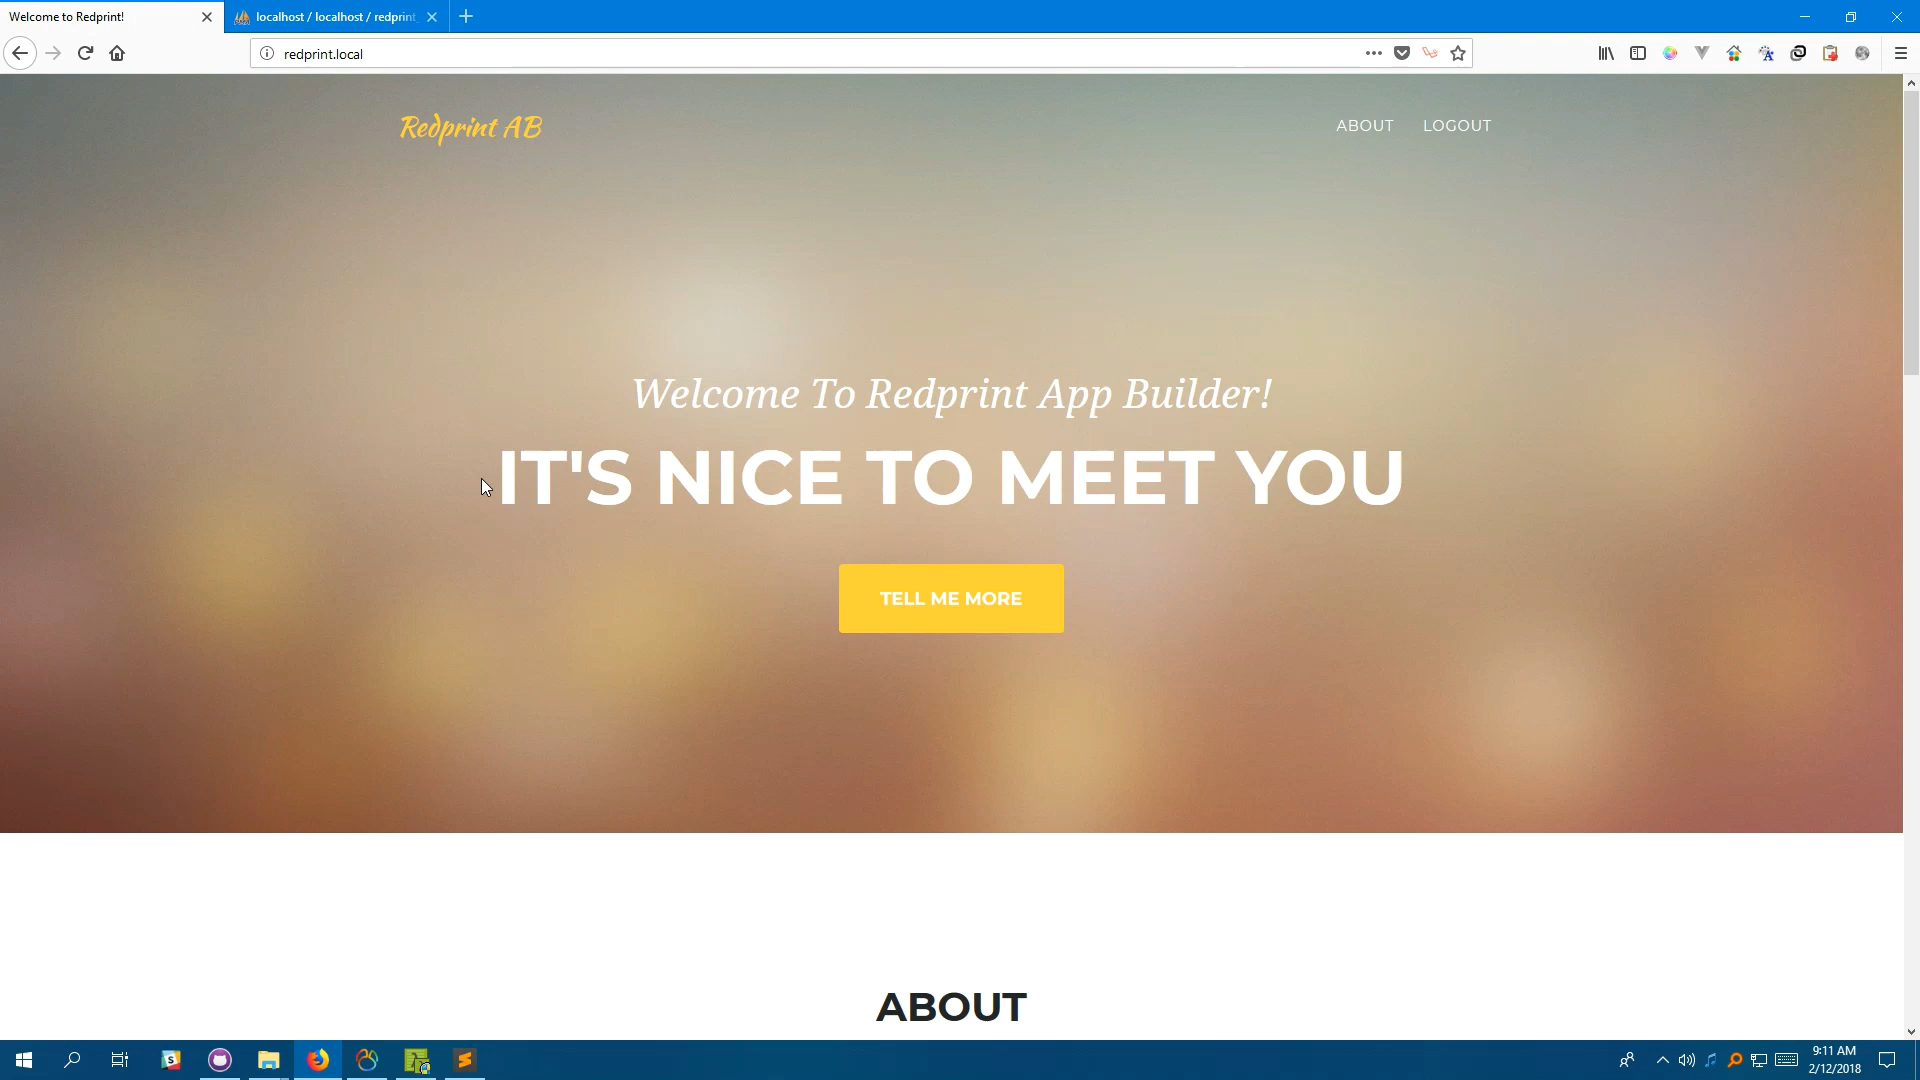 Welcome to Redprint!
localhost / localhost / redprint
redprint.local
Redprint AB
ABOUT
LOGOUT
Welcome To Redprint App Builder!
IT'S NICE TO MEET YOU
TELL ME MORE
ABOUT
9:11 AM
2/12/2018